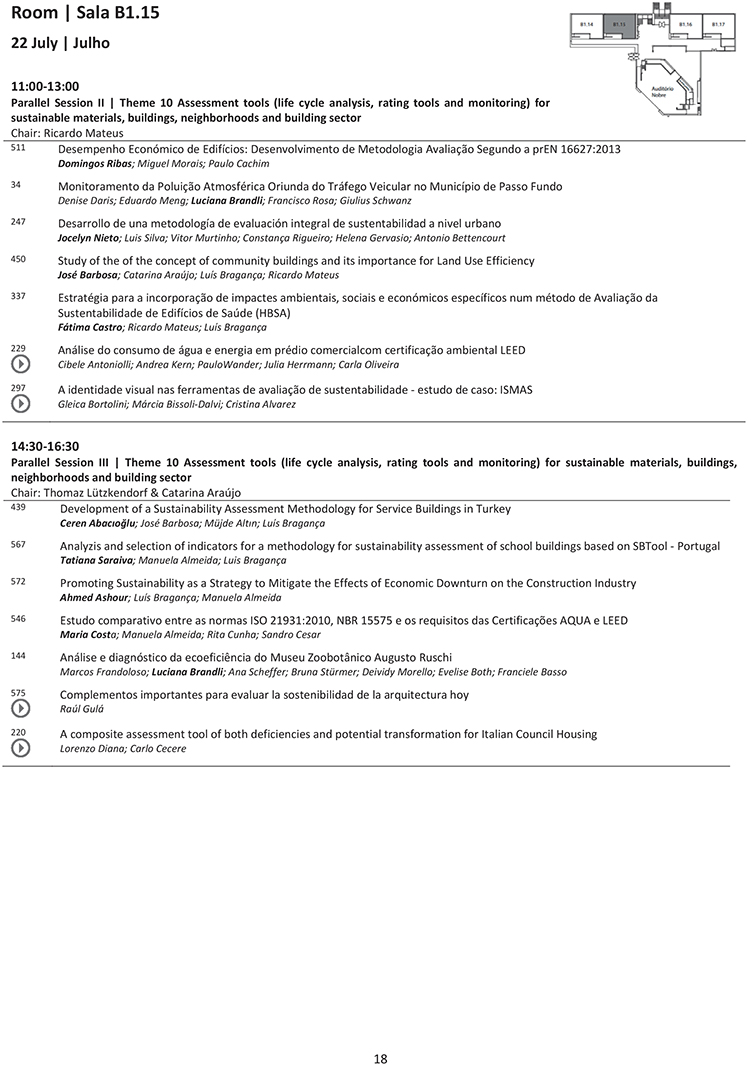 Room | Sala B1.15
22 July | Julho
B1.14
B1.15
B1.16
B1.17
Auditório
Nobre
11:00-13:00
Parallel Session II | Theme 10 Assessment tools (life cycle analysis, rating tools and monitoring) for
sustainable materials, buildings, neighborhoods and building sector
Chair: Ricardo Mateus
511 Desempenho Económico de Edifícios: Desenvolvimento de Metodologia Avaliação Segundo a prEN 16627:2013
Domingos Ribas; Miguel Morais; Paulo Cachim
34 Monitoramento da Poluição Atmosférica Oriunda do Tráfego Veicular no Município de Passo Fundo
Denise Daris; Eduardo Meng; Luciana Brandli; Francisco Rosa; Giulius Schwanz
247 Desarrollo de una metodología de evaluación integral de sustentabilidad a nivel urbano
Jocelyn Nieto; Luis Silva; Vitor Murtinho; Constança Rigueiro; Helena Gervasio; Antonio Bettencourt
450 Study of the of the concept of community buildings and its importance for Land Use Efficiency
José Barbosa; Catarina Araújo; Luís Bragança; Ricardo Mateus
337 Estratégia para a incorporação de impactes ambientais, sociais e económicos específicos num método de Avaliação da
Sustentabilidade de Edifícios de Saúde (HBSA)
Fátima Castro; Ricardo Mateus; Luís Bragança
229 Análise do consumo de água e energia em prédio comercialcom certificação ambiental LEED
Cibele Antoniolli; Andrea Kern; PauloWander; Julia Herrmann; Carla Oliveira
297 A identidade visual nas ferramentas de avaliação de sustentabilidade - estudo de caso: ISMAS
Gleica Bortolini; Márcia Bissoli-Dalvi; Cristina Alvarez
14:30-16:30
Parallel Session III | Theme 10 Assessment tools (life cycle analysis, rating tools and monitoring) for sustainable materials, buildings,
neighborhoods and building sector
Chair: Thomaz Lützkendorf & Catarina Araújo
439 Development of a Sustainability Assessment Methodology for Service Buildings in Turkey
Ceren Abacıoğlu; José Barbosa; Müjde Altın; Luís Bragança
567 Analyzis and selection of indicators for a methodology for sustainability assessment of school buildings based on SBTool - Portugal
Tatiana Saraiva; Manuela Almeida; Luis Bragança
572 Promoting Sustainability as a Strategy to Mitigate the Effects of Economic Downturn on the Construction Industry
Ahmed Ashour; Luís Bragança; Manuela Almeida
546 Estudo comparativo entre as normas ISO 21931:2010, NBR 15575 e os requisitos das Certificações AQUA e LEED
Maria Costa; Manuela Almeida; Rita Cunha; Sandro Cesar
144 Análise e diagnóstico da ecoeficiência do Museu Zoobotânico Augusto Ruschi
Marcos Frandoloso; Luciana Brandli; Ana Scheffer; Bruna Stürmer; Deividy Morello; Evelise Both; Franciele Basso
575 Complementos importantes para evaluar la sostenibilidad de la arquitectura hoy
Raúl Gulá
220 A composite assessment tool of both deficiencies and potential transformation for Italian Council Housing
Lorenzo Diana; Carlo Cecere
18